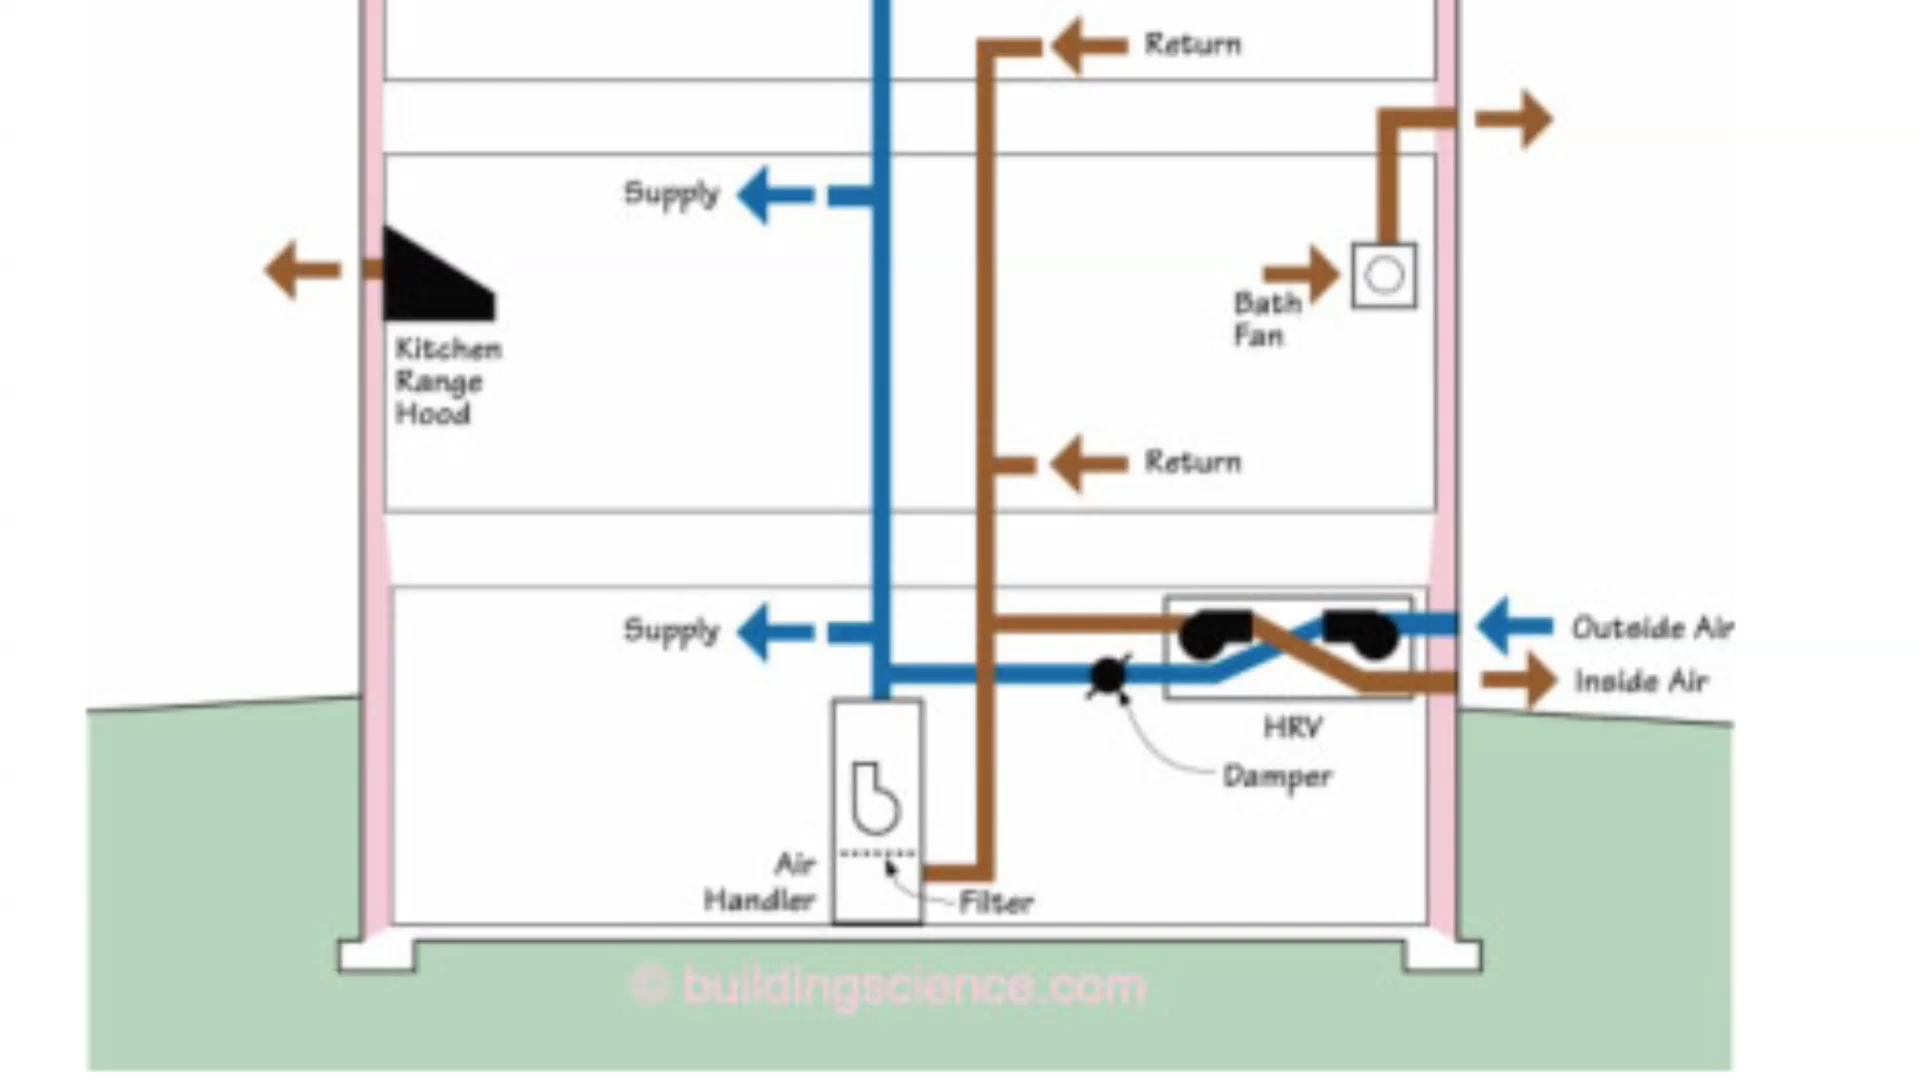 Return
Supply
Bath
Fan
Kitchen
Range
Hood
Return
Supply
Outside Air
Inside Air
HRV
Damper
Air
Handler
Filter
© buildingscience.com